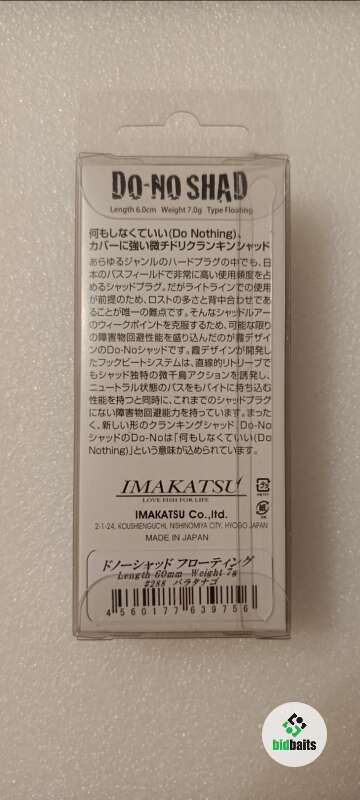 DO-NO SHAD
Length 6.0cm Weight 7.0g Type Floating
何もしなくていい(Do Nothing)、
カバーに強い微チドリクランキンシャッド
あらゆるジャンルのハードプラグの中でも、日
本のバスフィールドで非常に高い使用頻度を占
めるシャッドプラグ。だがライトラインでの使用
が前提のため、ロストの多さと背中合わせであ
ることが唯一の難点です。そんなシャッドルアー
のウィークポイントを克服するため、可能な限り
の障害物回避性能を盛り込んだのが霞デザイ
ンのDo-Noシャッドです。霞デザインが開発し
たフックビートシステムは、直線的リトリーブで
もシャッド独特の微千鳥アクションを誘発し、
ニュートラル状態のバスをもバイトに持ち込む
性能を持つと同時に、これまでのシャッドプラグ
にない障害物回避能力を持っています。まった
く、新しい形のクランキングシャッド、Do-No
シャッドのDo-Noは「何もしなくていい(Do
Nothing)」という意味が込められています。
IMAKATSU
LOVE FISH FOR LIFE
IMAKATSU Co.,ltd.
2-1-24, KOUSHIENGUCHI, NISHINOMIYA CITY, HYOGO JAPAN
MADE IN JAPAN
ドノーシャッド フローティング
Length 60mm Weight 7g
#288 バラタナゴ
4 560177 639756
bidbaits